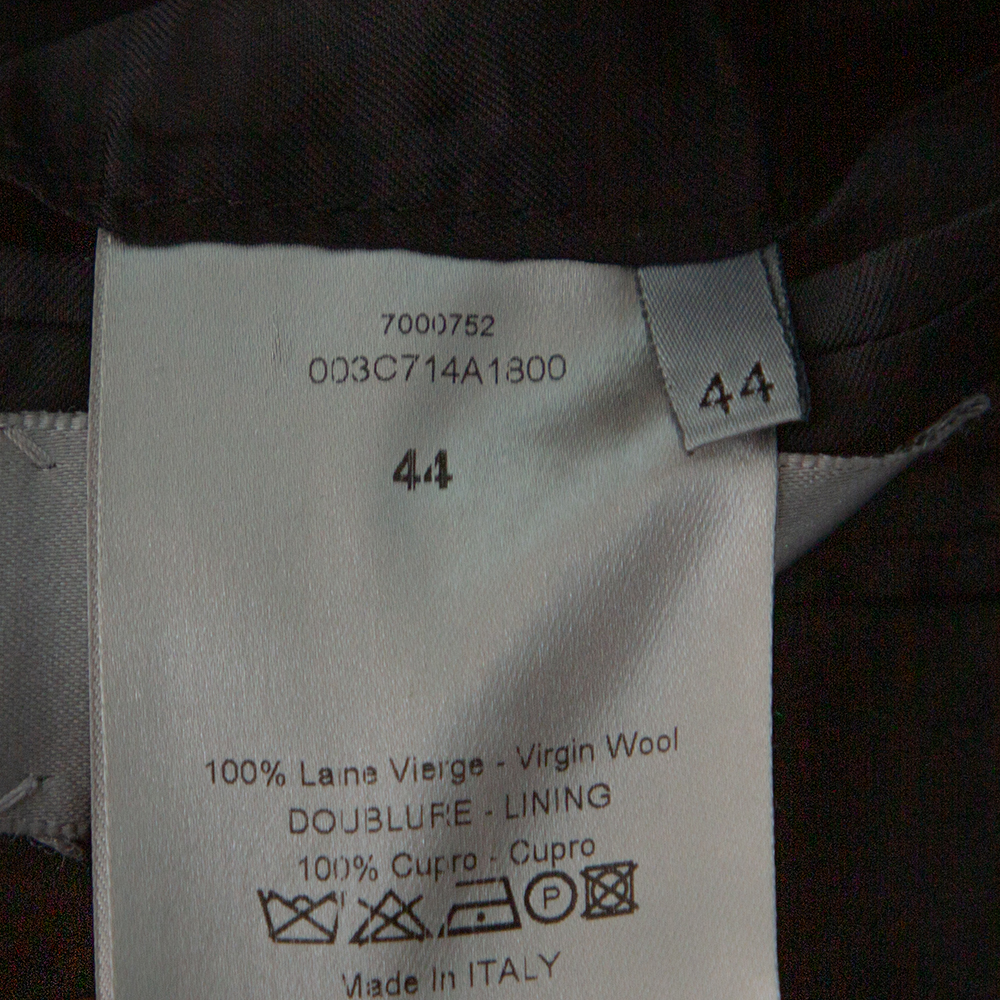 7000752
003C714A1800
44
44
100% Laine Vierge - Virgin Wool
DOUBLURE - LINING
100% Cupro - Cupro
P
Made In ITALY